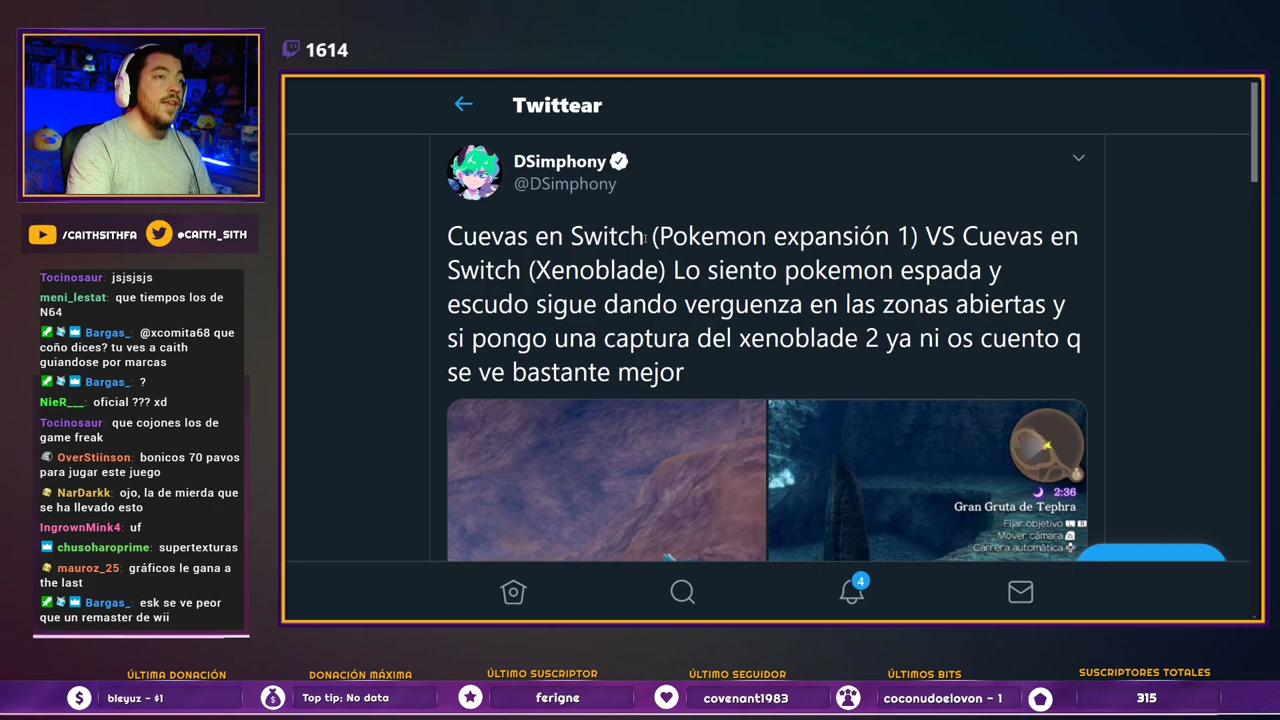 1614
Twittear
DSimphony
@DSimphony
Cuevas en Switch (Pokemon expansión 1) VS Cuevas en
Switch (Xenoblade) Lo siento pokemon espada y
escudo sigue dando verguenza en las zonas abiertas y
si pongo una captura del xenoblade 2 ya ni os cuento q
se ve bastante mejor
2:36
Gran Gruta de Tephra
Fijar objetivo L R
Mover cámara R
Carrera automática
4
/CAITHSITHFA
@CAITH_SITH
Tocinosaur: jsjsjsjs
meni_lestat: que tiempos los de
N64
Bargas_: @xcomita68 que
coño dices? tu ves a caith
guiandose por marcas
Bargas_: ?
NieR___: oficial ??? xd
Tocinosaur: que cojones los de
game freak
OverStiinson: bonicos 70 pavos
para jugar este juego
NarDarkk: ojo, la de mierda que
se ha llevado esto
IngrownMink4: uf
chusoharoprime: supertexturas
mauroz_25: gráficos le gana a
the last
Bargas_: esk se ve peor
que un remaster de wii
ÚLTIMA DONACIÓN
bleyuz - $1
DONACIÓN MÁXIMA
Top tip: No data
ÚLTIMO SUSCRIPTOR
ferigne
ÚLTIMO SEGUIDOR
covenant1983
ÚLTIMOS BITS
coconudoelovon - 1
SUSCRIPTORES TOTALES
315